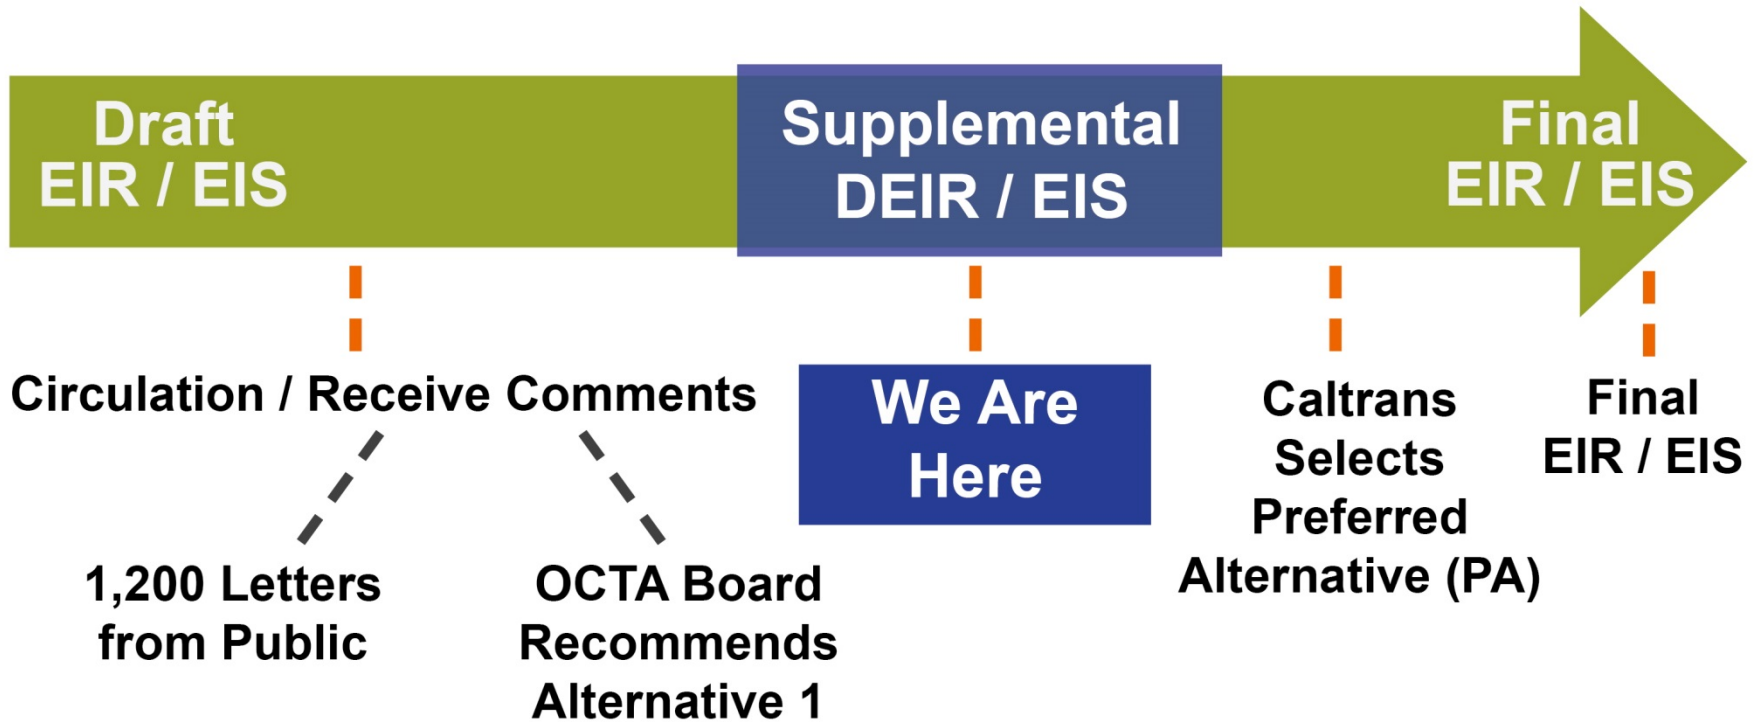 Draft
EIR / EIS
Supplemental
DEIR / EIS
Final
EIR / EIS
Circulation / Receive Comments
1,200 Letters
from Public
OCTA Board
Recommends
Alternative 1
We Are
Here
Caltrans
Selects
Preferred
Alternative (PA)
Final
EIR / EIS